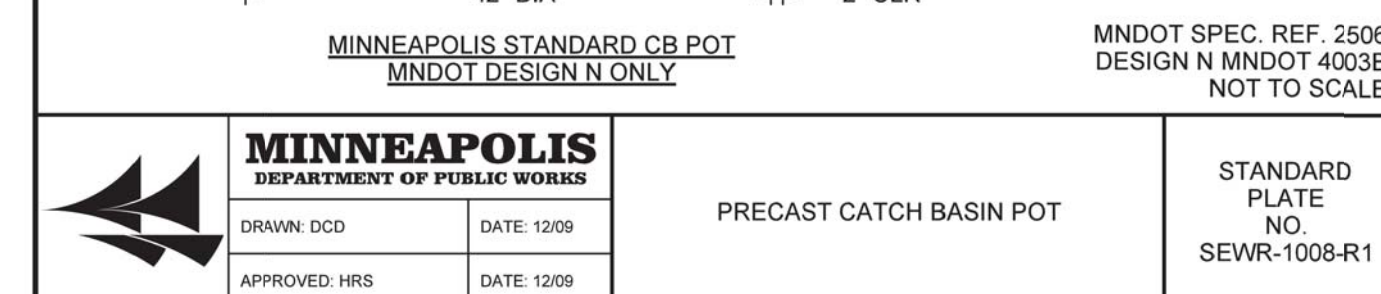 MINNEAPOLIS STANDARD CB POT
MNDOT DESIGN N ONLY
MNDOT SPEC. REF. 2506
DESIGN N MNDOT 4003E
NOT TO SCALE
MINNEAPOLIS
DEPARTMENT OF PUBLIC WORKS
DRAWN: DCD
DATE: 12/09
APPROVED: HRS
DATE: 12/09
PRECAST CATCH BASIN POT
STANDARD
PLATE
NO.
SEWR-1008-R1